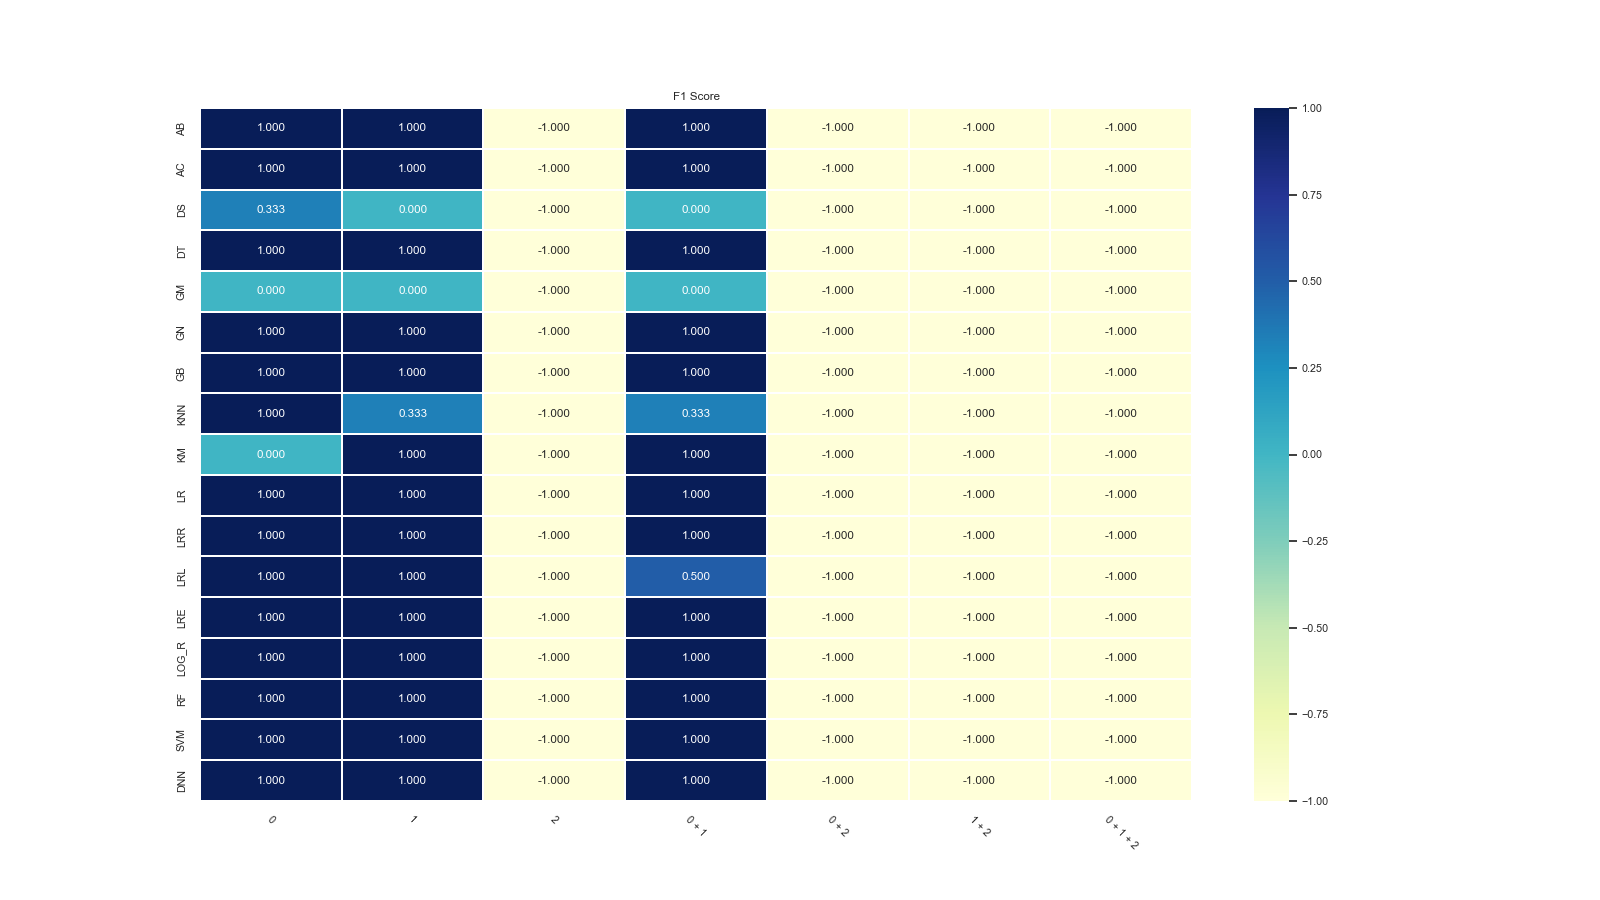 F1 Score
AB 1.000 1.000 -1.000 1.000 -1.000 -1.000 -1.000
AC 1.000 1.000 -1.000 1.000 -1.000 -1.000 -1.000
DS 0.333 0.000 -1.000 0.000 -1.000 -1.000 -1.000
DT 1.000 1.000 -1.000 1.000 -1.000 -1.000 -1.000
GM 0.000 0.000 -1.000 0.000 -1.000 -1.000 -1.000
GN 1.000 1.000 -1.000 1.000 -1.000 -1.000 -1.000
GB 1.000 1.000 -1.000 1.000 -1.000 -1.000 -1.000
KNN 1.000 0.333 -1.000 0.333 -1.000 -1.000 -1.000
KM 0.000 1.000 -1.000 1.000 -1.000 -1.000 -1.000
LR 1.000 1.000 -1.000 1.000 -1.000 -1.000 -1.000
LRR 1.000 1.000 -1.000 1.000 -1.000 -1.000 -1.000
LRL 1.000 1.000 -1.000 0.500 -1.000 -1.000 -1.000
LRE 1.000 1.000 -1.000 1.000 -1.000 -1.000 -1.000
LOG_R 1.000 1.000 -1.000 1.000 -1.000 -1.000 -1.000
RF 1.000 1.000 -1.000 1.000 -1.000 -1.000 -1.000
SVM 1.000 1.000 -1.000 1.000 -1.000 -1.000 -1.000
DNN 1.000 1.000 -1.000 1.000 -1.000 -1.000 -1.000
0 1 2 0 + 1 0 + 2 1 + 2 0 + 1 + 2
1.00
0.75
0.50
0.25
0.00
−0.25
−0.50
−0.75
−1.00